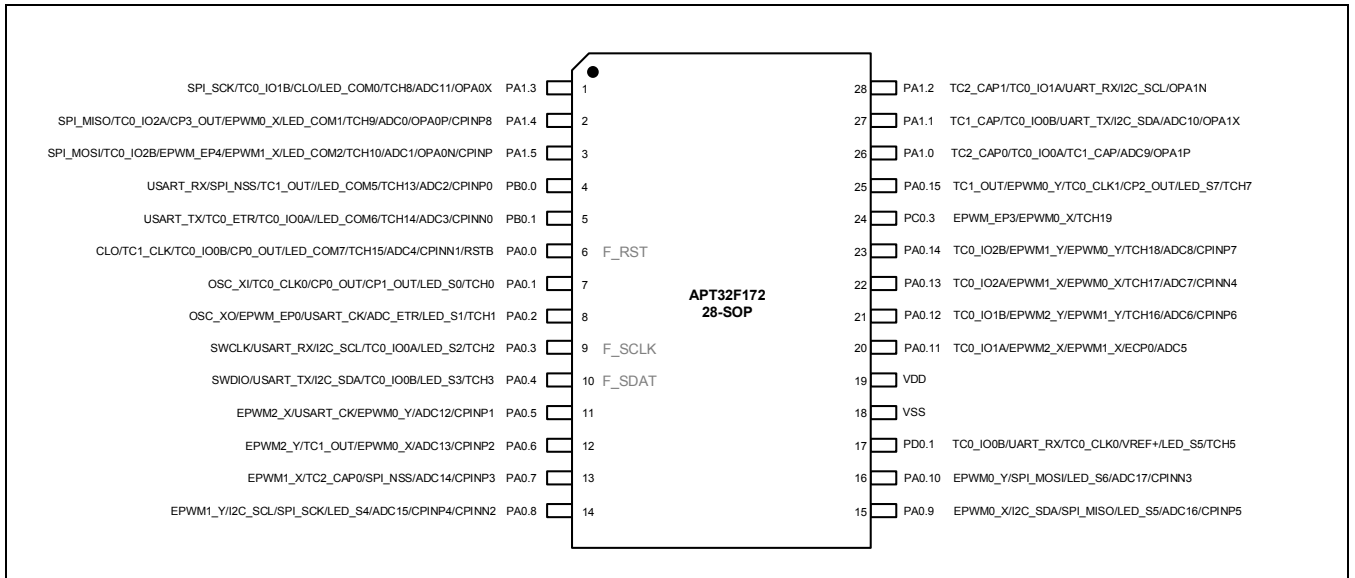 SPI_SCK/TC0_IO1B/CLO/LED_COM0/TCH8/ADC11/OPA0X PA1.3 1
28 PA1.2 TC2_CAP1/TC0_IO1A/UART_RX/I2C_SCL/OPA1N
SPI_MISO/TC0_IO2A/CP3_OUT/EPWM0_X/LED_COM1/TCH9/ADC0/OPA0P/CPINP8 PA1.4 2
27 PA1.1 TC1_CAP/TC0_IO0B/UART_TX/I2C_SDA/ADC10/OPA1X
SPI_MOSI/TC0_IO2B/EPWM_EP4/EPWM1_X/LED_COM2/TCH10/ADC1/OPA0N/CPINP PA1.5 3
26 PA1.0 TC2_CAP0/TC0_IO0A/TC1_CAP/ADC9/OPA1P
USART_RX/SPI_NSS/TC1_OUT//LED_COM5/TCH13/ADC2/CPINP0 PB0.0 4
25 PA0.15 TC1_OUT/EPWM0_Y/TC0_CLK1/CP2_OUT/LED_S7/TCH7
USART_TX/TC0_ETR/TC0_IO0A//LED_COM6/TCH14/ADC3/CPINN0 PB0.1 5
24 PC0.3 EPWM_EP3/EPWM0_X/TCH19
CLO/TC1_CLK/TC0_IO0B/CP0_OUT/LED_COM7/TCH15/ADC4/CPINN1/RSTB PA0.0 6 F_RST
23 PA0.14 TC0_IO2B/EPWM1_Y/EPWM0_Y/TCH18/ADC8/CPINP7
OSC_XI/TC0_CLK0/CP0_OUT/CP1_OUT/LED_S0/TCH0 PA0.1 7
22 PA0.13 TC0_IO2A/EPWM1_X/EPWM0_X/TCH17/ADC7/CPINN4
APT32F172
28-SOP
OSC_XO/EPWM_EP0/USART_CK/ADC_ETR/LED_S1/TCH1 PA0.2 8
21 PA0.12 TC0_IO1B/EPWM2_Y/EPWM1_Y/TCH16/ADC6/CPINP6
SWCLK/USART_RX/I2C_SCL/TC0_IO0A/LED_S2/TCH2 PA0.3 9 F_SCLK
20 PA0.11 TC0_IO1A/EPWM2_X/EPWM1_X/ECP0/ADC5
SWDIO/USART_TX/I2C_SDA/TC0_IO0B/LED_S3/TCH3 PA0.4 10 F_SDAT
19 VDD
EPWM2_X/USART_CK/EPWM0_Y/ADC12/CPINP1 PA0.5 11
18 VSS
EPWM2_Y/TC1_OUT/EPWM0_X/ADC13/CPINP2 PA0.6 12
17 PD0.1 TC0_IO0B/UART_RX/TC0_CLK0/VREF+/LED_S5/TCH5
EPWM1_X/TC2_CAP0/SPI_NSS/ADC14/CPINP3 PA0.7 13
16 PA0.10 EPWM0_Y/SPI_MOSI/LED_S6/ADC17/CPINN3
EPWM1_Y/I2C_SCL/SPI_SCK/LED_S4/ADC15/CPINP4/CPINN2 PA0.8 14
15 PA0.9 EPWM0_X/I2C_SDA/SPI_MISO/LED_S5/ADC16/CPINP5